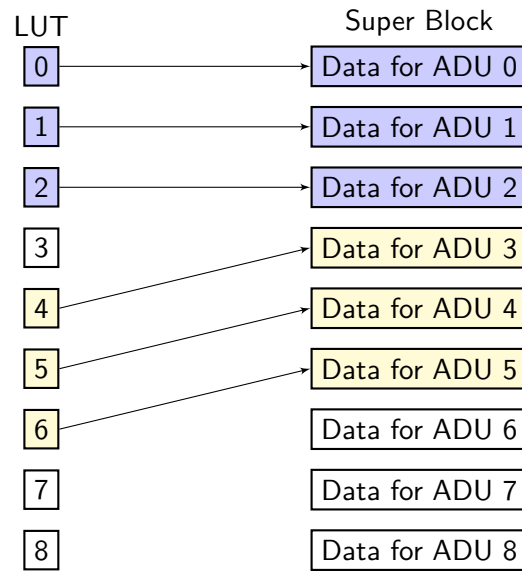 LUT Super Block
0 Data for ADU 0
1 Data for ADU 1
2 Data for ADU 2
3 Data for ADU 3
4 Data for ADU 4
5 Data for ADU 5
6 Data for ADU 6
7 Data for ADU 7
8 Data for ADU 8